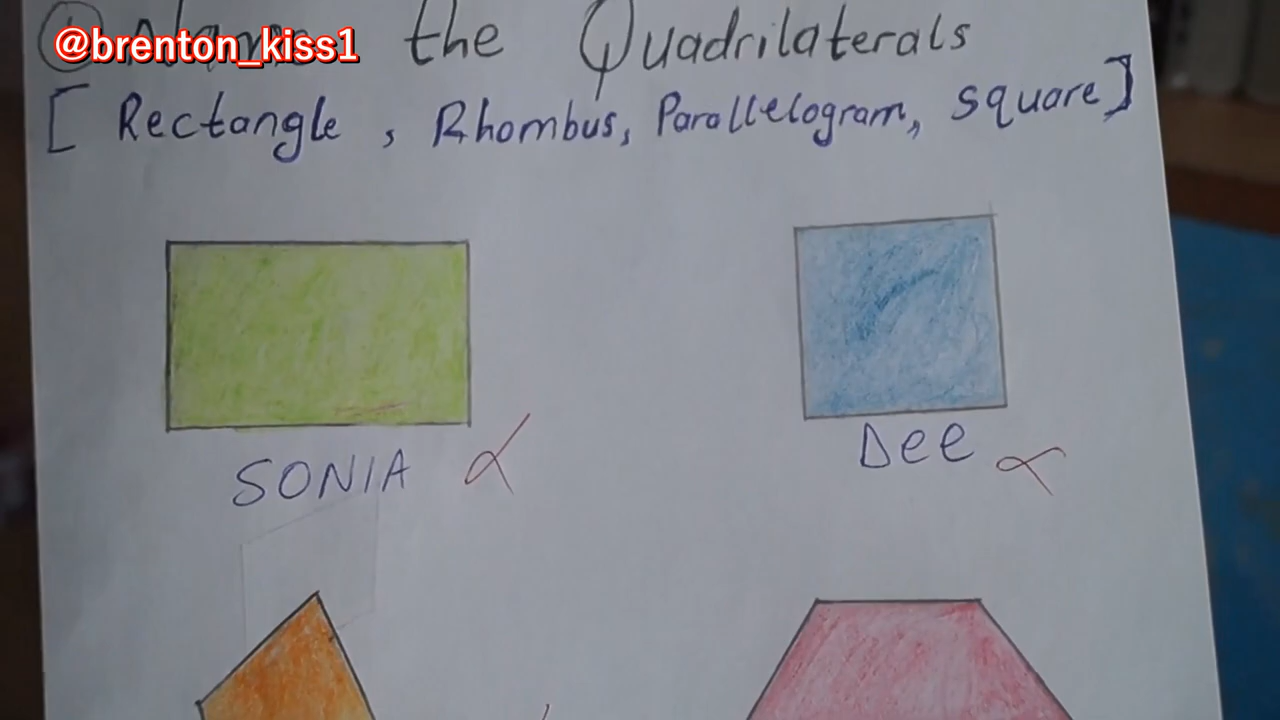 @brenton_kiss1
the Quadrilaterals
[ Rectangle , Rhombus, Parallelogram, square]
SONIA
Dee